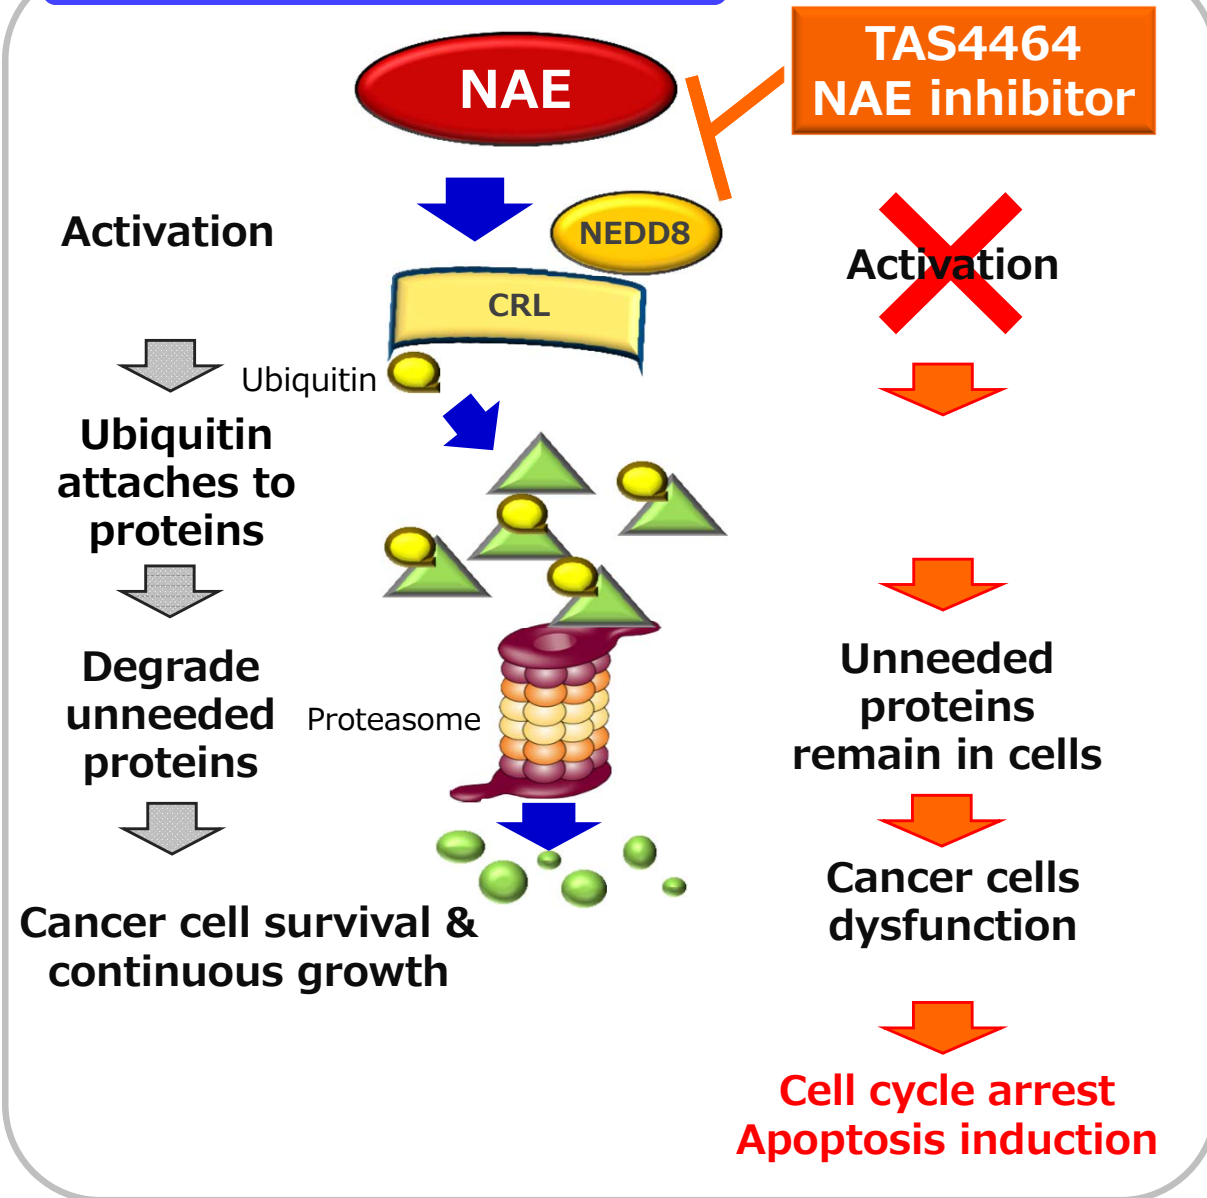 NAE
TAS4464
NAE inhibitor
Activation
NEDD8
CRL
Ubiquitin
Ubiquitin
attaches to
proteins
Degrade
unneeded
proteins
Proteasome
Cancer cell survival &
continuous growth
Activation
Unneeded
proteins
remain in cells
Cancer cells
dysfunction
Cell cycle arrest
Apoptosis induction